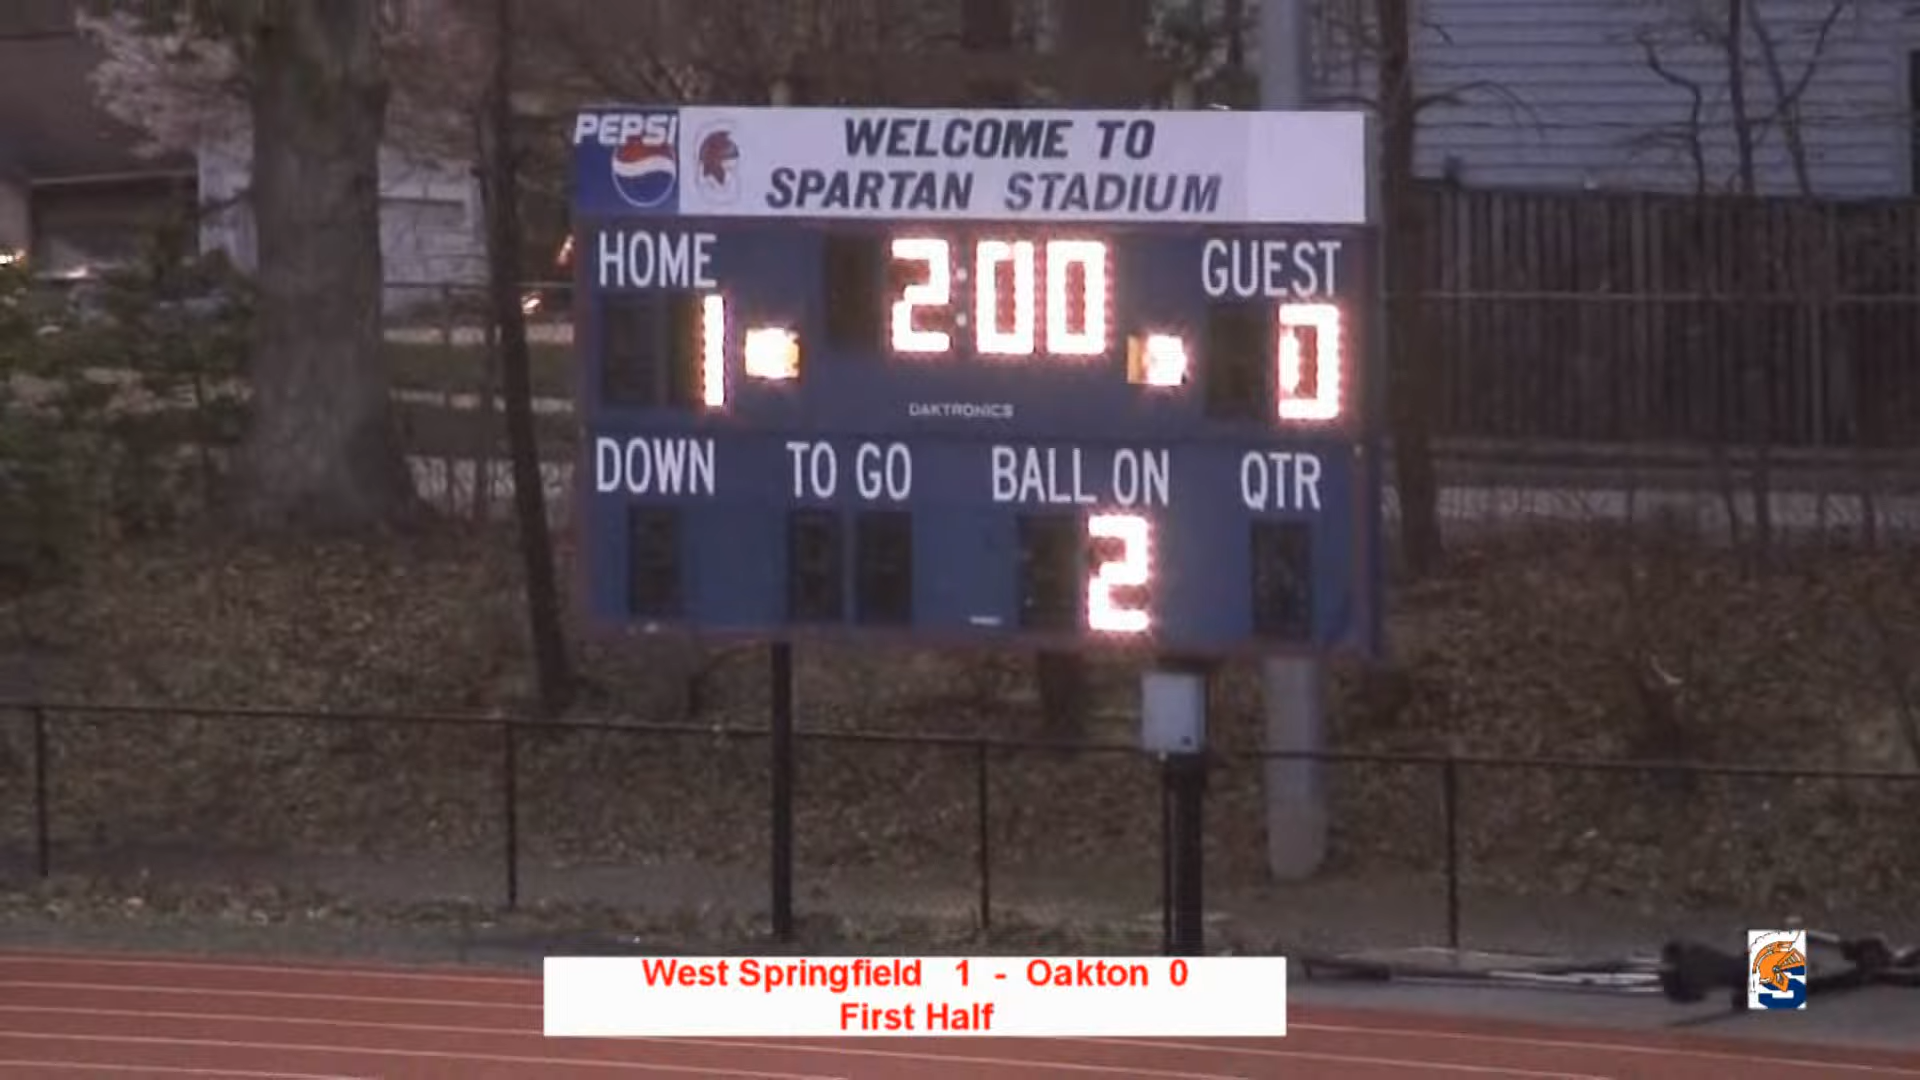 PEPSI
WELCOME TO
SPARTAN STADIUM
HOME 2:00 GUEST
1 0
DAKTRONICS
DOWN TO GO BALL ON QTR
2
West Springfield 1 - Oakton 0
First Half
S